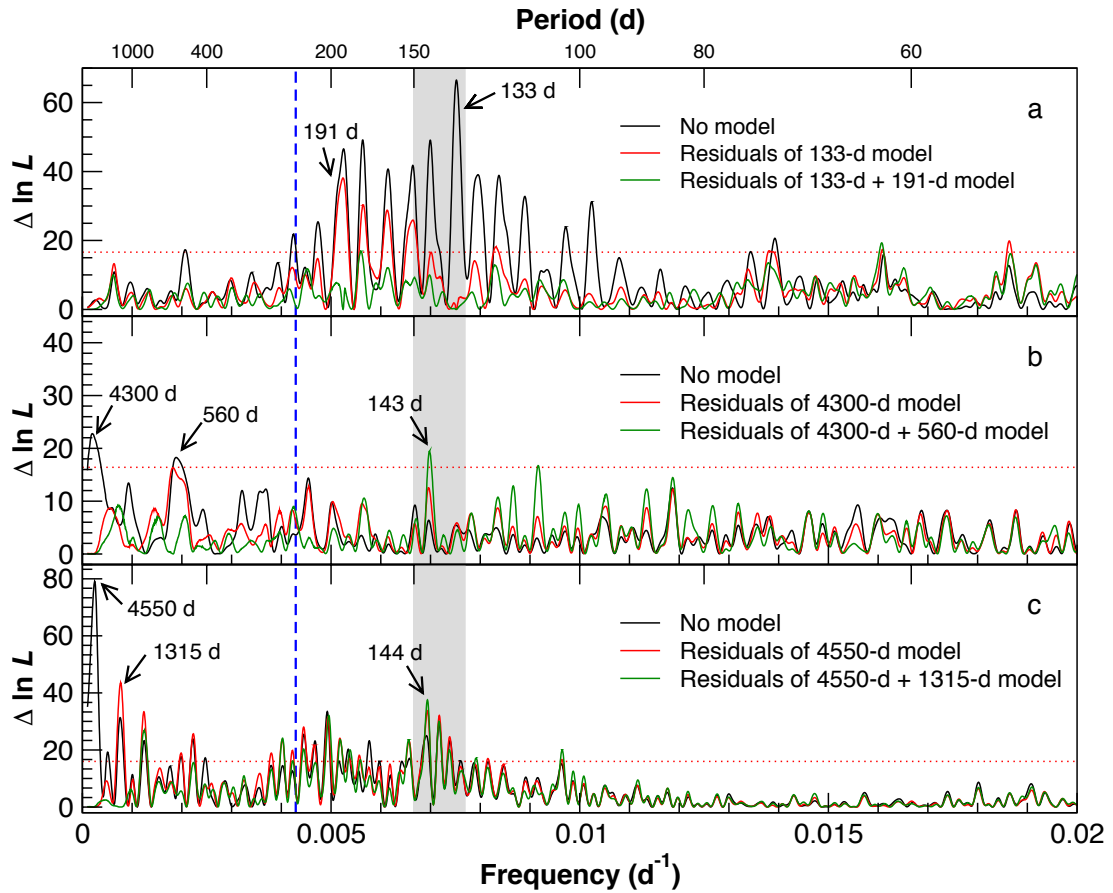 Period (d)
1000 400 200 150 100 80 60
a
133 d
191 d
No model
Residuals of 133-d model
Residuals of 133-d + 191-d model
60
40
20
0
Δ ln L
b
4300 d
560 d
143 d
No model
Residuals of 4300-d model
Residuals of 4300-d + 560-d model
40
30
20
10
0
Δ ln L
c
4550 d
1315 d
144 d
No model
Residuals of 4550-d model
Residuals of 4550-d + 1315-d model
80
60
40
20
0
Δ ln L
0 0.005 0.01 0.015 0.02
Frequency (d⁻¹)